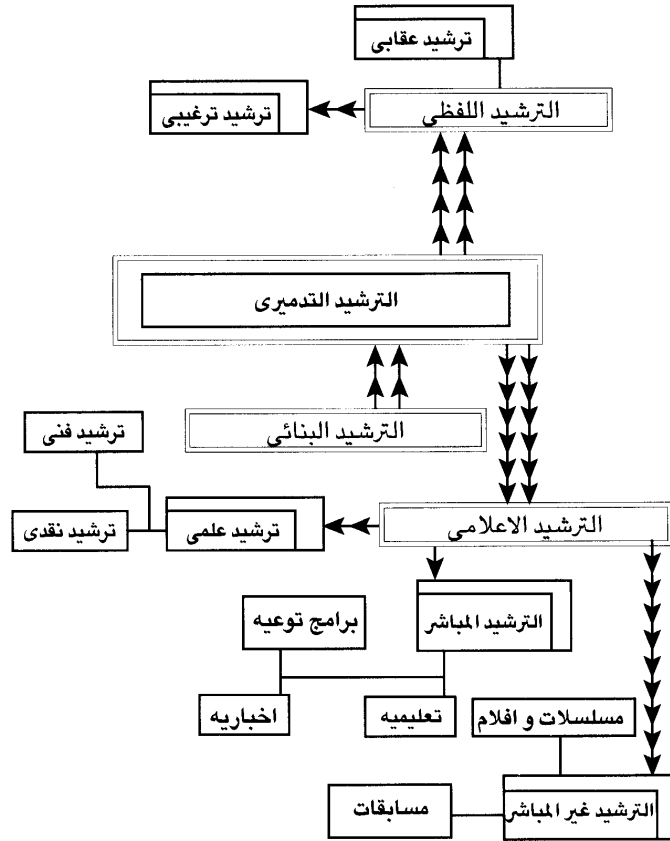 ترشيد عقابى
الترشيد اللفظى
ترشيد ترغيبى
الترشيد التدميرى
الترشيد البنائى
ترشيد فنى
الترشيد الاعلامى
ترشيد علمى
ترشيد نقدى
الترشيد المباشر
برامج توعيه
تعليميه
اخباريه
مسلسلات و افلام
الترشيد غير المباشر
مسابقات